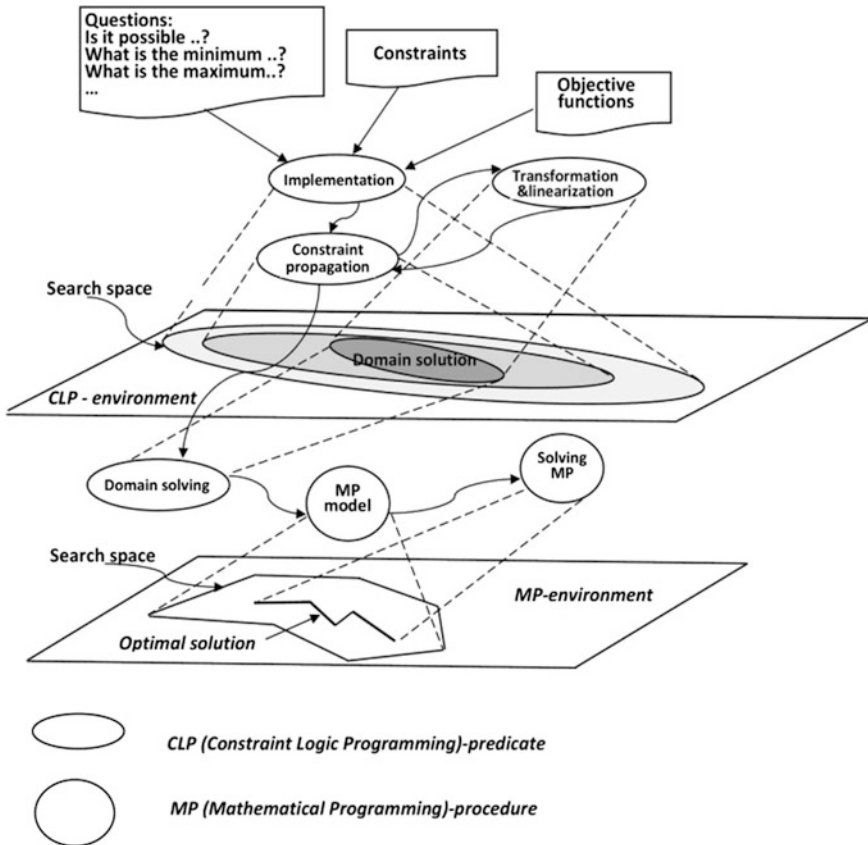 Questions:
Is it possible ..?
What is the minimum ..?
What is the maximum..?
...
Constraints
Objective
functions
Implementation
Transformation
&linearization
Constraint
propagation
Search space
Domain solution
CLP - environment
Domain solving
MP
model
Solving
MP
Search space
MP-environment
Optimal solution
CLP (Constraint Logic Programming)-predicate
MP (Mathematical Programming)-procedure